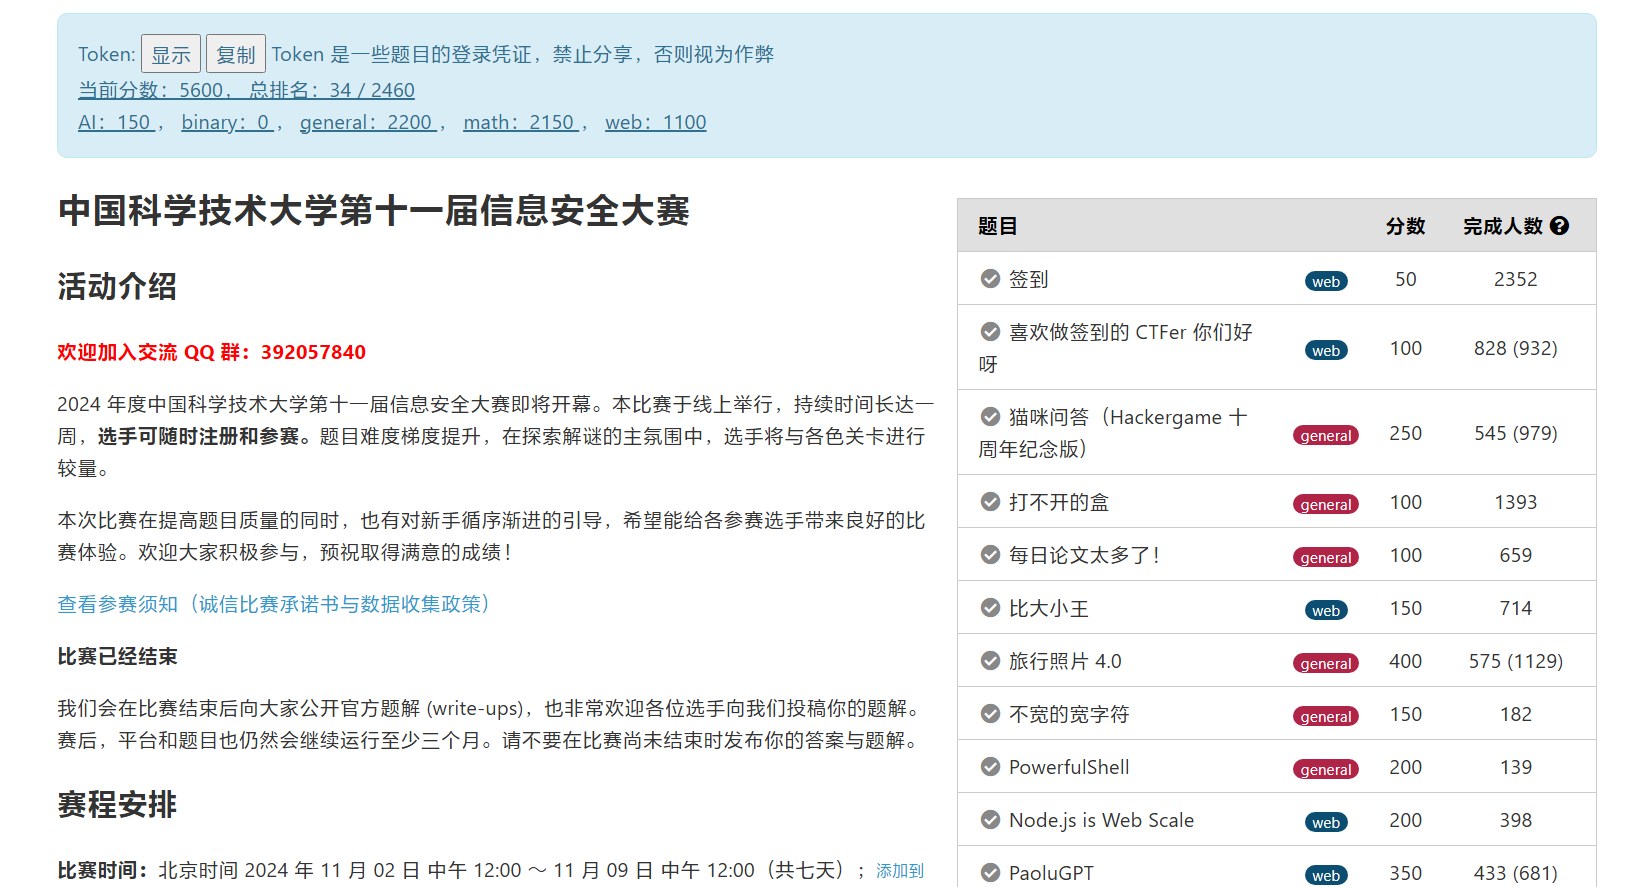 Token: 显示 复制 Token 是一些题目的登录凭证，禁止分享，否则视为作弊
当前分数：5600， 总排名：34 / 2460
AI：150 ， binary：0 ， general：2200 ， math：2150 ， web：1100
中国科学技术大学第十一届信息安全大赛
活动介绍
欢迎加入交流 QQ 群：392057840
2024 年度中国科学技术大学第十一届信息安全大赛即将开幕。本比赛于线上举行，持续时间长达一
周，选手可随时注册和参赛。题目难度梯度提升，在探索解谜的主氛围中，选手将与各色关卡进行
较量。
本次比赛在提高题目质量的同时，也有对新手循序渐进的引导，希望能给各参赛选手带来良好的比
赛体验。欢迎大家积极参与，预祝取得满意的成绩！
查看参赛须知（诚信比赛承诺书与数据收集政策）
比赛已经结束
我们会在比赛结束后向大家公开官方题解 (write-ups)，也非常欢迎各位选手向我们投稿你的题解。
赛后，平台和题目也仍然会继续运行至少三个月。请不要在比赛尚未结束时发布你的答案与题解。
赛程安排
比赛时间：北京时间 2024 年 11 月 02 日 中午 12:00 ～ 11 月 09 日 中午 12:00（共七天）；添加到
题目 分数 完成人数
签到 web 50 2352
喜欢做签到的 CTFer 你们好
呀 web 100 828 (932)
猫咪问答（Hackergame 十
周年纪念版） general 250 545 (979)
打不开的盒 general 100 1393
每日论文太多了！ general 100 659
比大小王 web 150 714
旅行照片 4.0 general 400 575 (1129)
不宽的宽字符 general 150 182
PowerfulShell general 200 139
Node.js is Web Scale web 200 398
PaoluGPT web 350 433 (681)